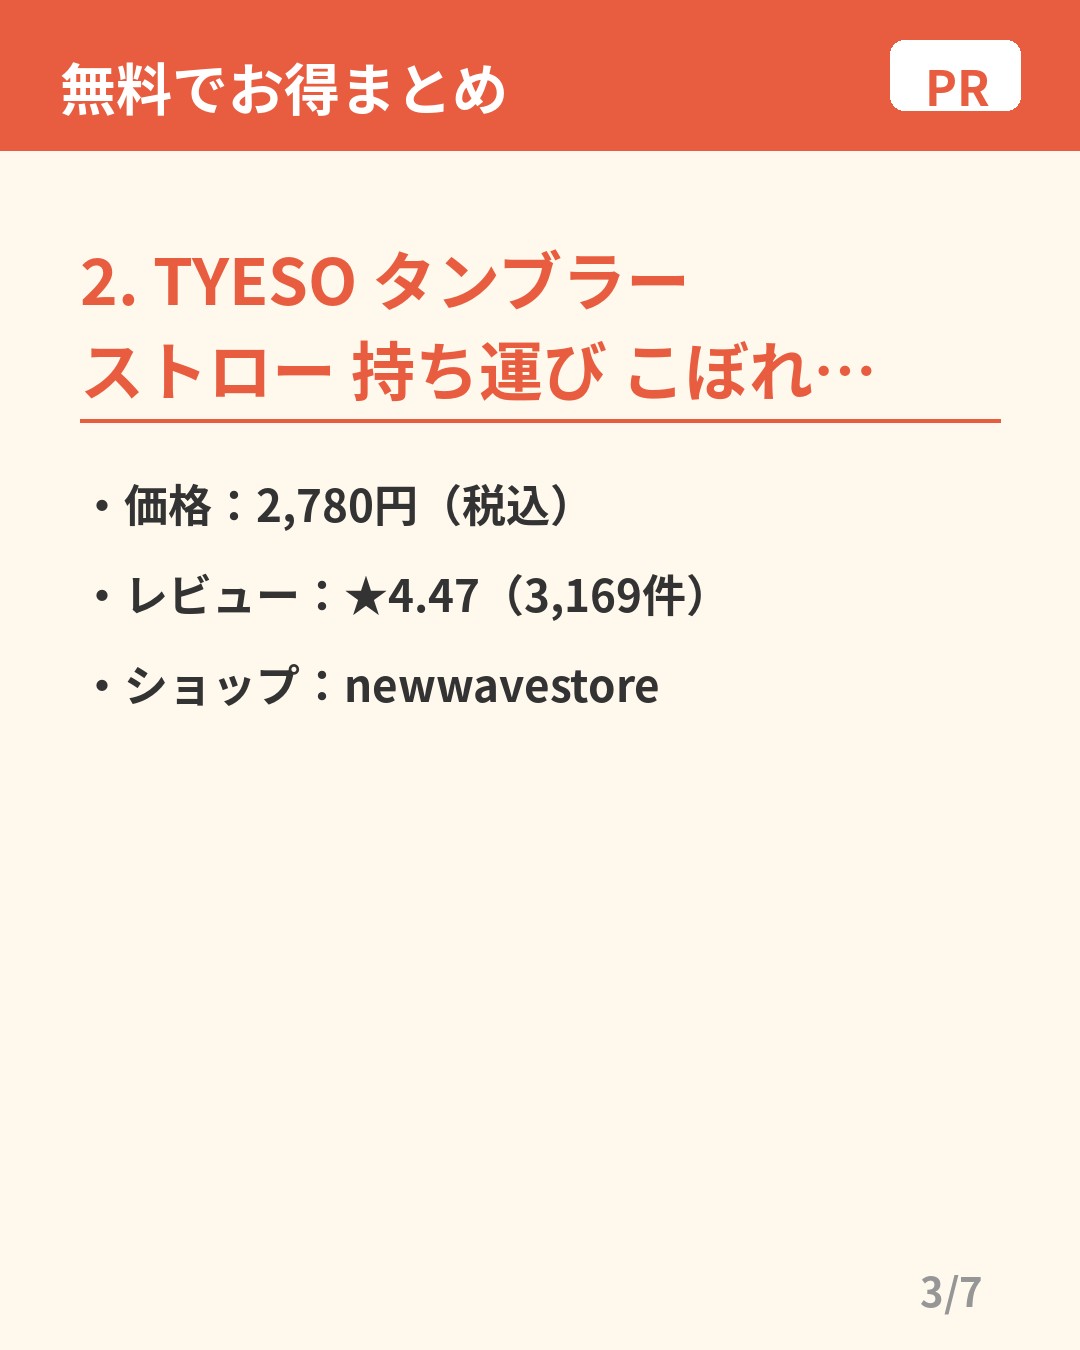 無料でお得まとめ
PR
2. TYESO タンブラー
ストロー 持ち運び こぼれ…
・価格：2,780円（税込）
・レビュー：★4.47（3,169件）
・ショップ：newwavestore
3/7